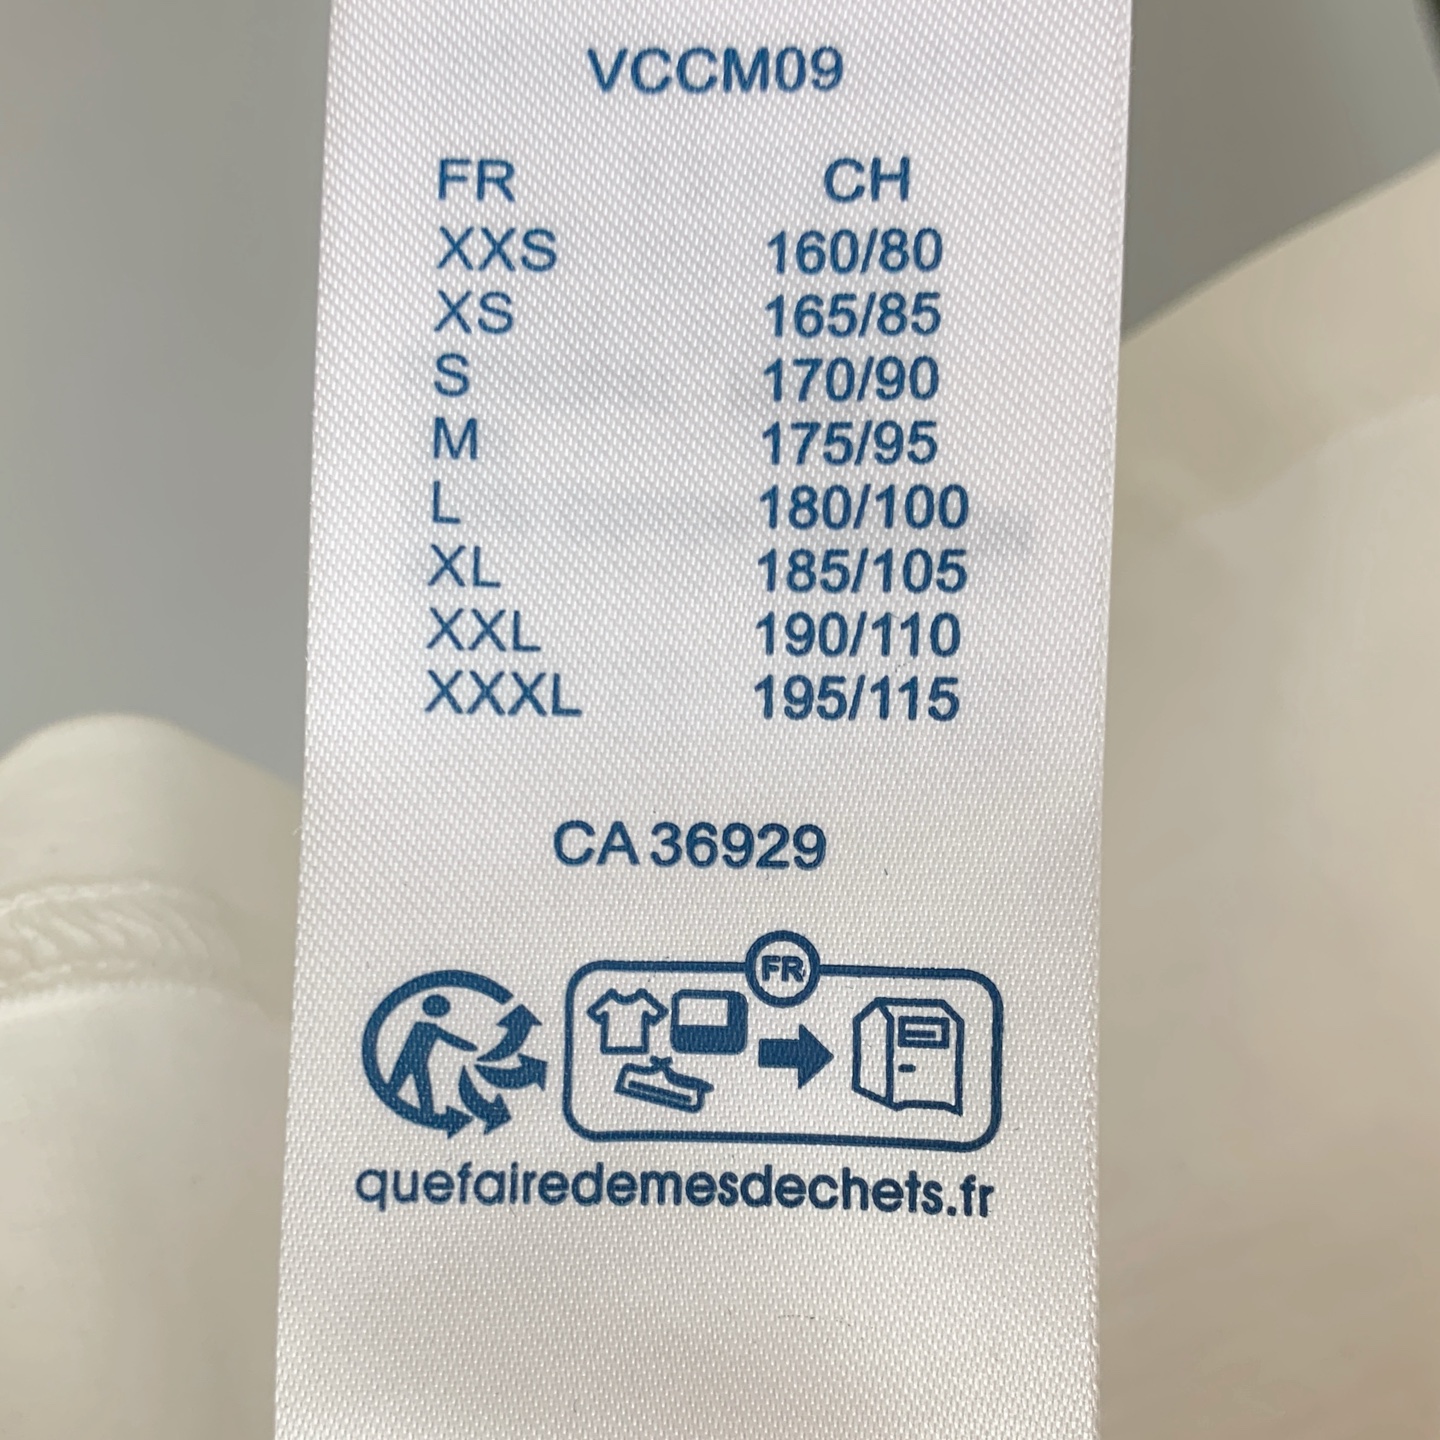 VCCM09
FR CH
XXS 160/80
XS 165/85
S 170/90
M 175/95
L 180/100
XL 185/105
XXL 190/110
XXXL 195/115
CA 36929
FR
quefairedemesdechets.fr